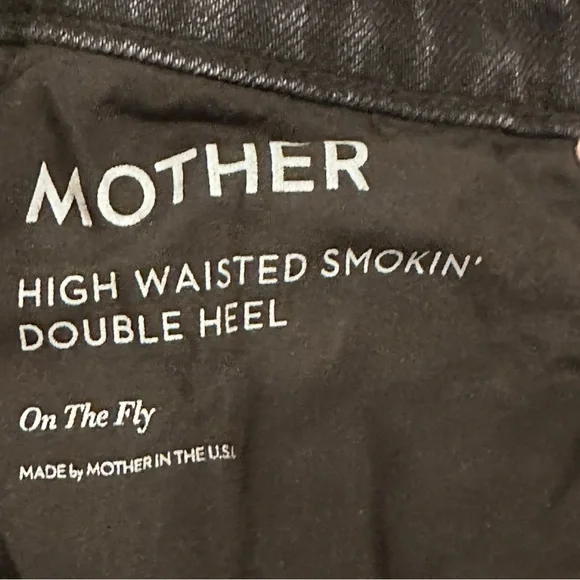 MOTHER
HIGH WAISTED SMOKIN'
DOUBLE HEEL
On The Fly
MADE by MOTHER IN THE U.S.